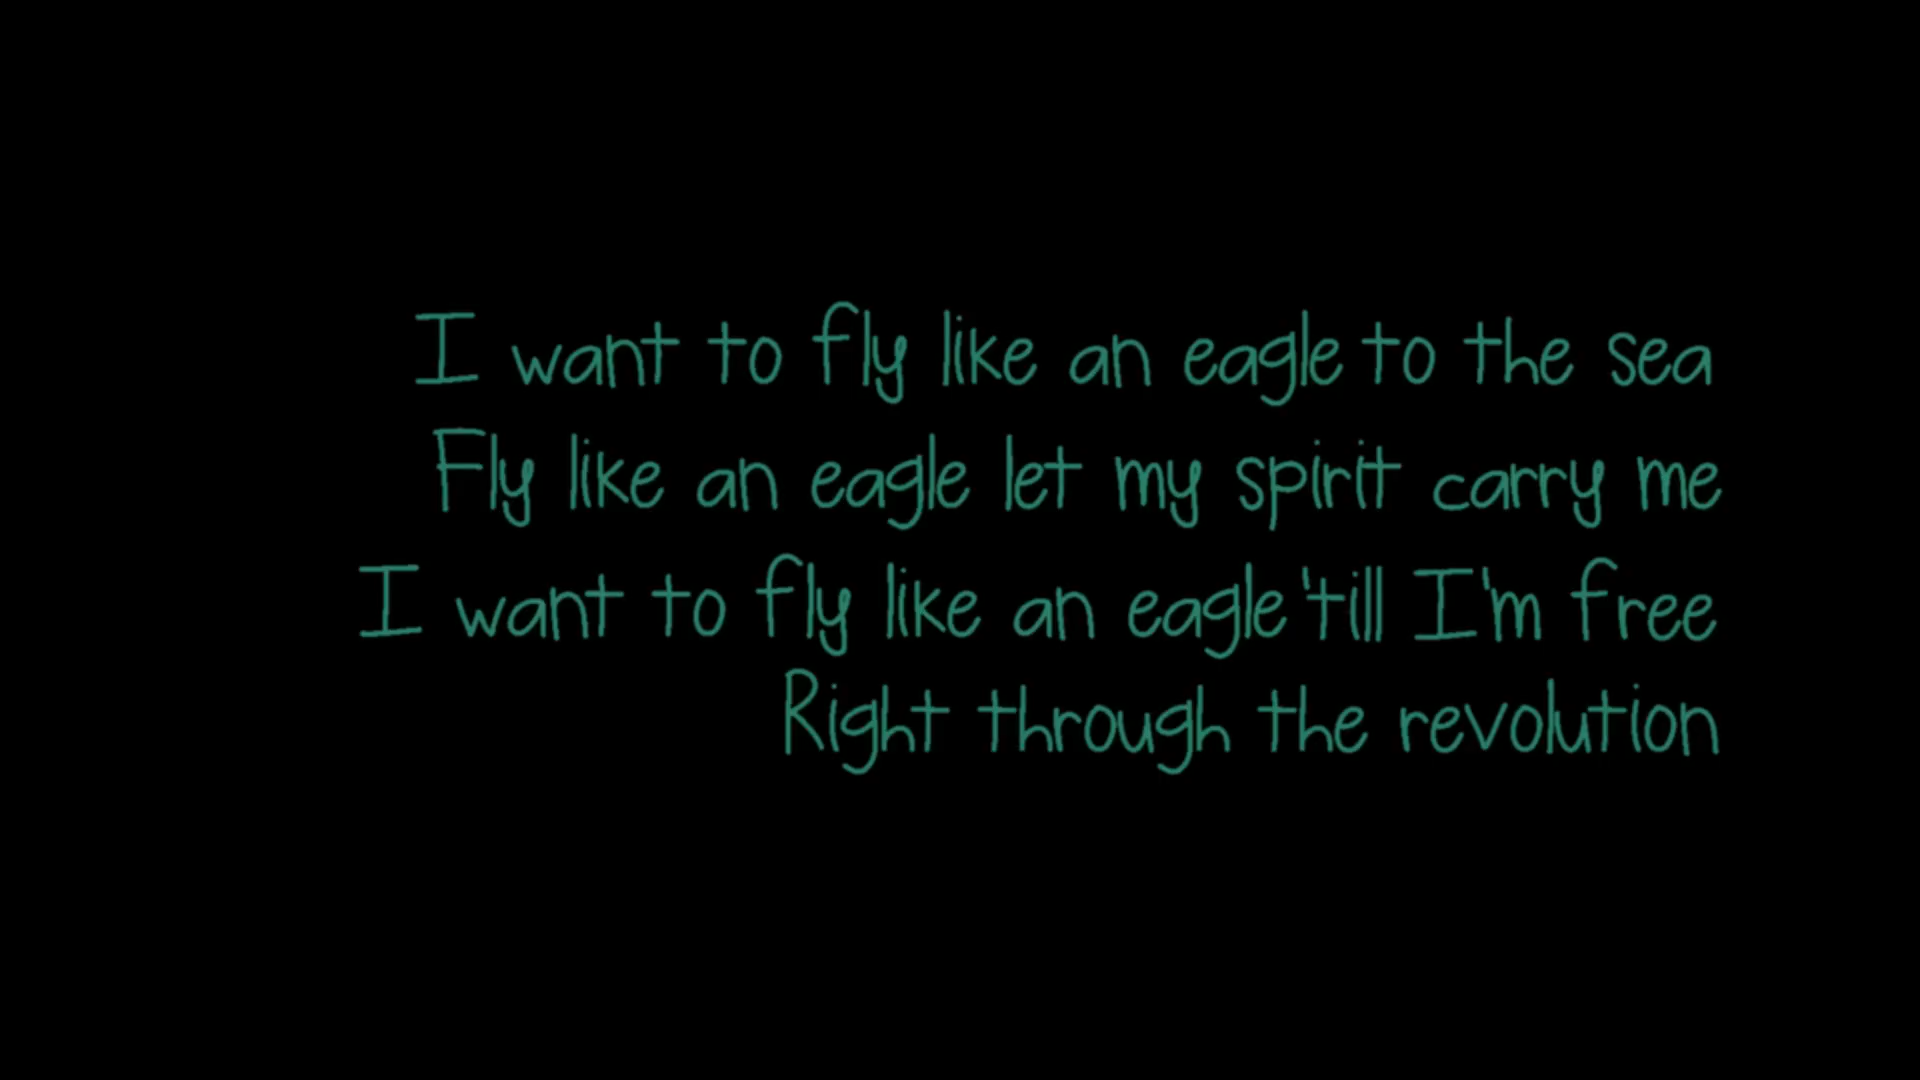 I want to fly like an eagle to the sea
Fly like an eagle let my spirit carry me
I want to fly like an eagle 'till I'm free
Right through the revolution